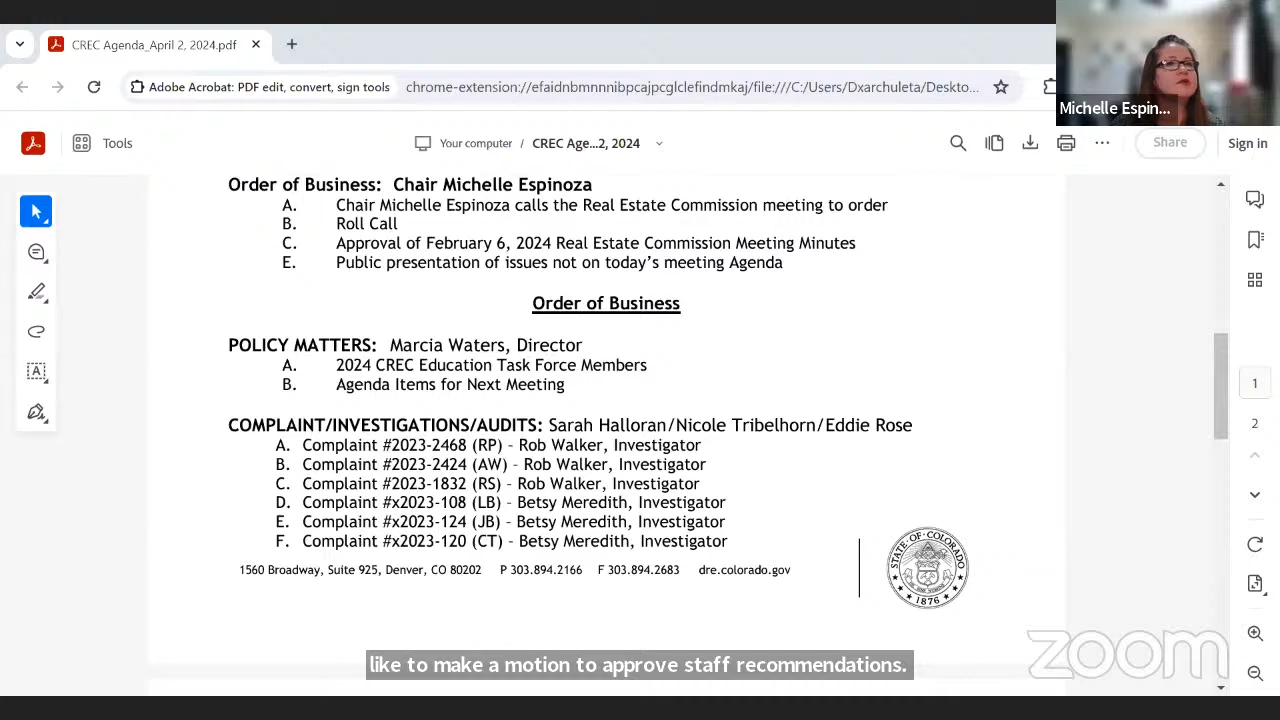 CREC Agenda_April 2, 2024.pdf
Adobe Acrobat: PDF edit, convert, sign tools
chrome-extension://efaidnbmnnnibpcajpcglclefindmkaj/file:///C:/Users/Dxarchuleta/Deskto...
Michelle Espin...
Tools
Your computer / CREC Age...2, 2024
Share
Sign in
Order of Business: Chair Michelle Espinoza
A. Chair Michelle Espinoza calls the Real Estate Commission meeting to order
B. Roll Call
C. Approval of February 6, 2024 Real Estate Commission Meeting Minutes
E. Public presentation of issues not on today's meeting Agenda
Order of Business
POLICY MATTERS: Marcia Waters, Director
A. 2024 CREC Education Task Force Members
B. Agenda Items for Next Meeting
COMPLAINT/INVESTIGATIONS/AUDITS: Sarah Halloran/Nicole Tribelhorn/Eddie Rose
A. Complaint #2023-2468 (RP) – Rob Walker, Investigator
B. Complaint #2023-2424 (AW) – Rob Walker, Investigator
C. Complaint #2023-1832 (RS) – Rob Walker, Investigator
D. Complaint #x2023-108 (LB) – Betsy Meredith, Investigator
E. Complaint #x2023-124 (JB) – Betsy Meredith, Investigator
F. Complaint #x2023-120 (CT) – Betsy Meredith, Investigator
1560 Broadway, Suite 925, Denver, CO 80202 P 303.894.2166 F 303.894.2683 dre.colorado.gov
STATE OF COLORADO
1876
1
2
zoom
like to make a motion to approve staff recommendations.